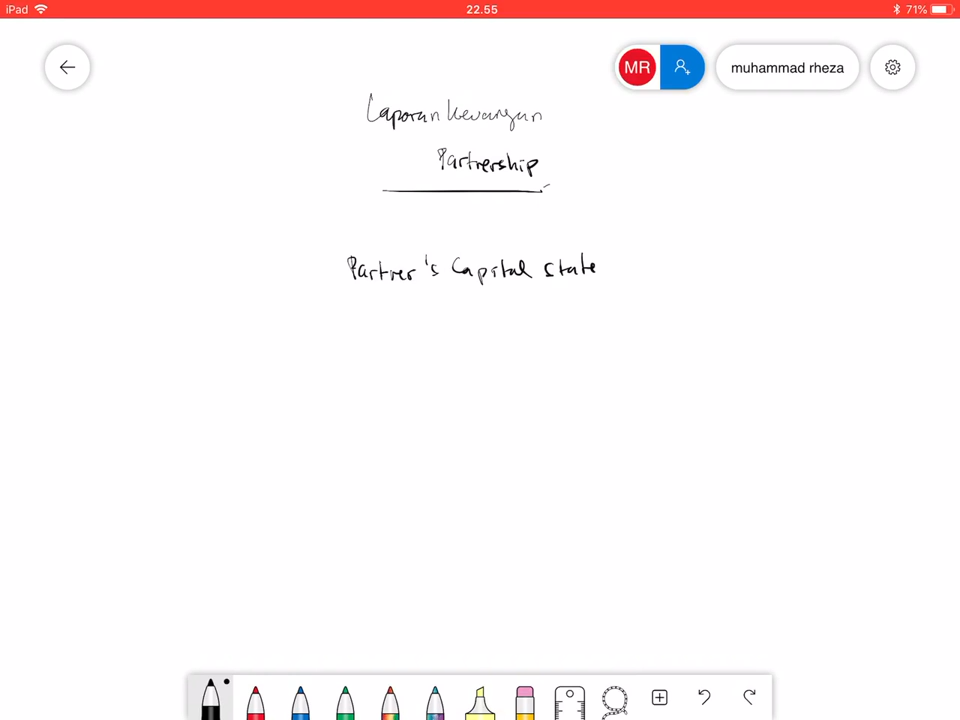 iPad 22.55 71%
MR muhammad rheza
Laporan keuangan
Partnership
Partner's Capital state